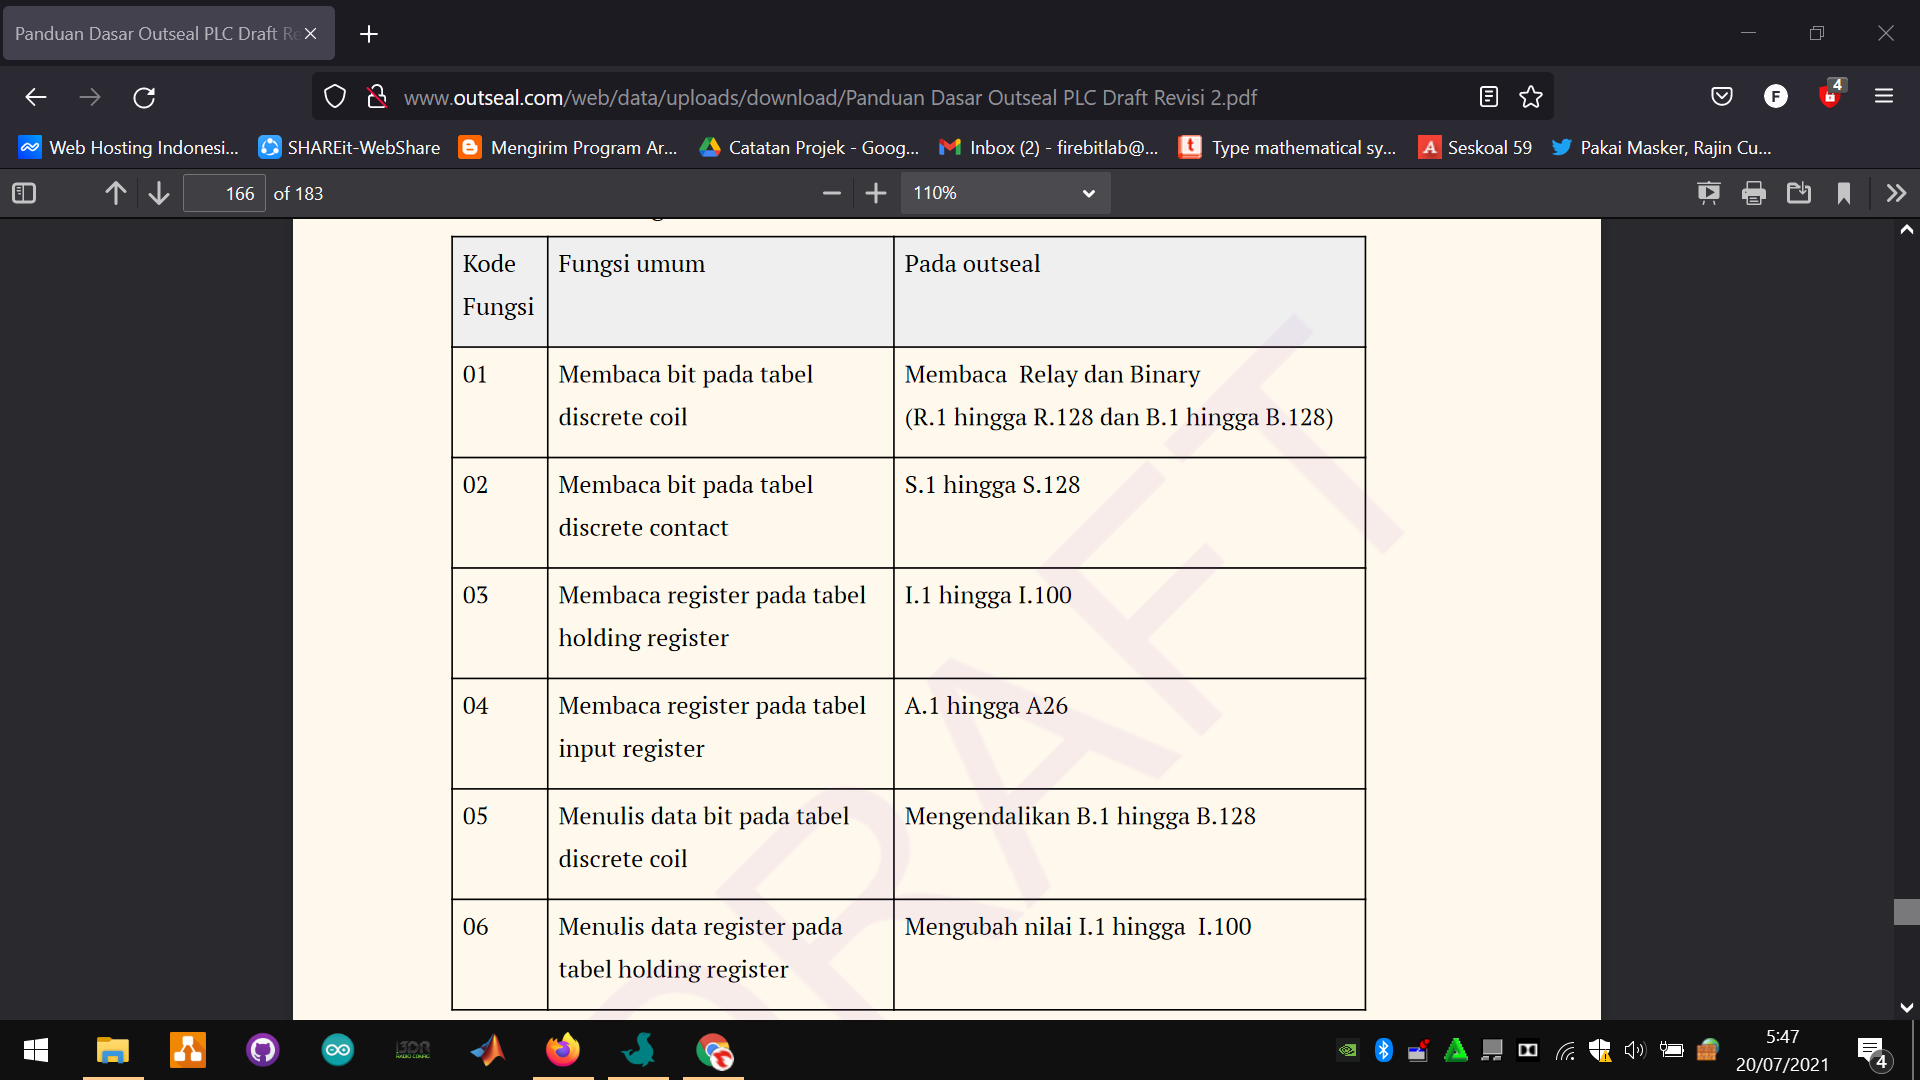 Panduan Dasar Outseal PLC Draft Re
www.outseal.com/web/data/uploads/download/Panduan Dasar Outseal PLC Draft Revisi 2.pdf
F
4
Web Hosting Indonesi...
SHAREit-WebShare
Mengirim Program Ar...
Catatan Projek - Goog...
Inbox (2) - firebitlab@...
Type mathematical sy...
Seskoal 59
Pakai Masker, Rajin Cu...
166 of 183
110%
Kode Fungsi
Fungsi umum
Pada outseal
01
Membaca bit pada tabel
discrete coil
Membaca  Relay dan Binary
(R.1 hingga R.128 dan B.1 hingga B.128)
02
Membaca bit pada tabel
discrete contact
S.1 hingga S.128
03
Membaca register pada tabel
holding register
I.1 hingga I.100
04
Membaca register pada tabel
input register
A.1 hingga A26
05
Menulis data bit pada tabel
discrete coil
Mengendalikan B.1 hingga B.128
06
Menulis data register pada
tabel holding register
Mengubah nilai I.1 hingga  I.100
DRAFT
5:47
20/07/2021
4